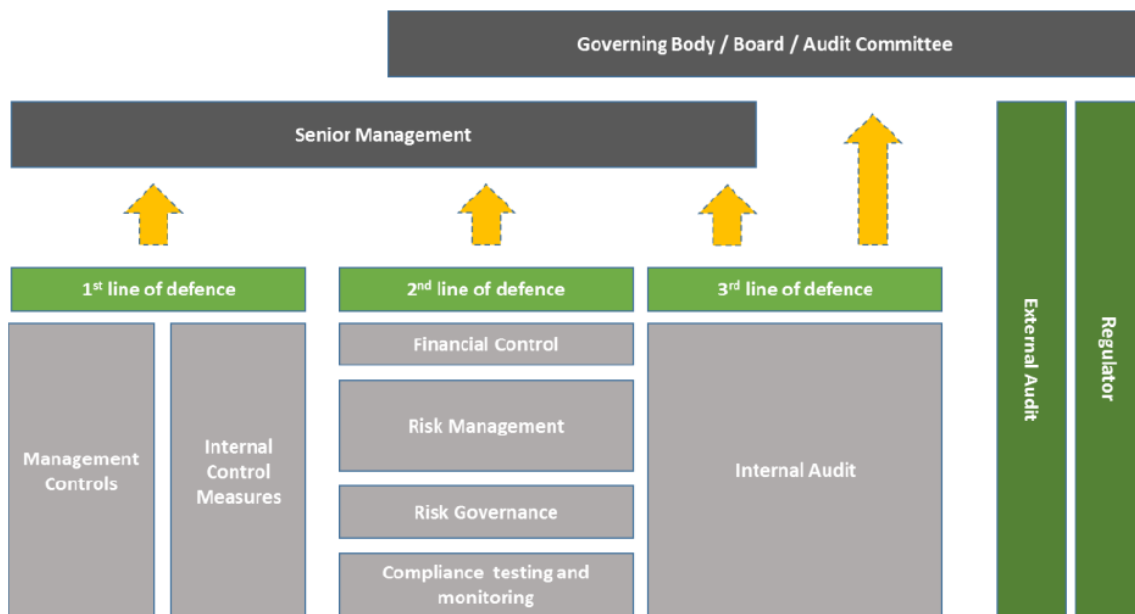 Governing Body / Board / Audit Committee
Senior Management
1st line of defence
2nd line of defence
3rd line of defence
Management
Controls
Internal
Control
Measures
Financial Control
Risk Management
Risk Governance
Compliance testing and
monitoring
Internal Audit
External Audit
Regulator